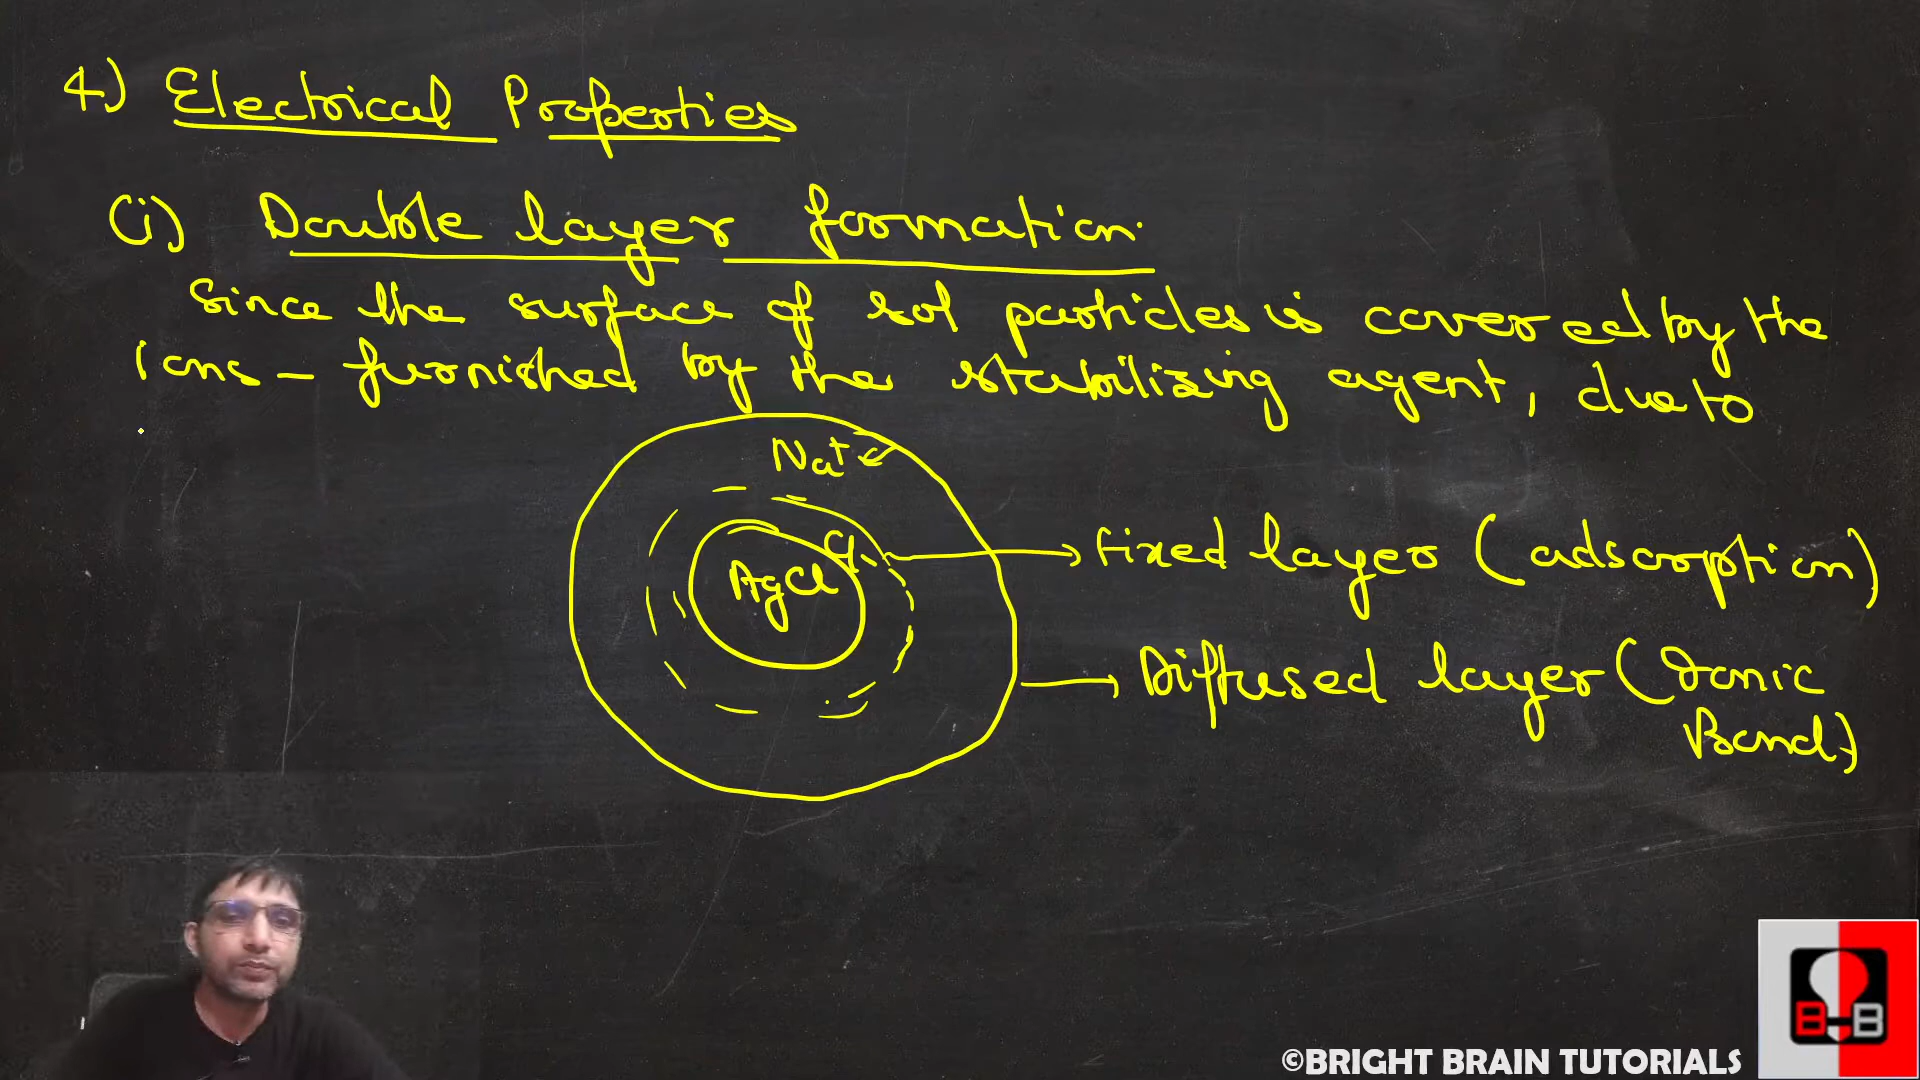 4) Electrical Properties
(i) Double layer formation.
Since the surface of sol particles is covered by the
ions - furnished by the stabilizing agent, due to
Na+
Cl-
AgCl
fixed layer (adsorption)
Diffused layer (Ionic
Bond)
B B
©BRIGHT BRAIN TUTORIALS